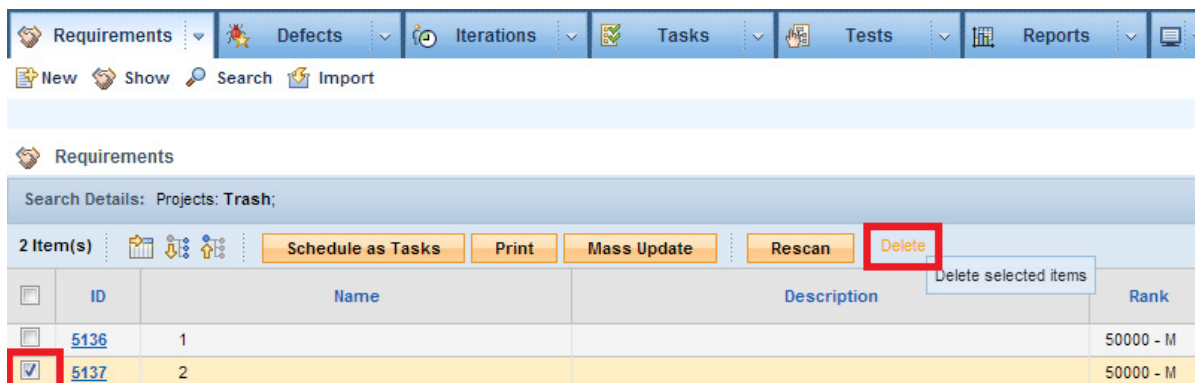 Requirements Defects Iterations Tasks Tests Reports
New Show Search Import
Requirements
Search Details: Projects: Trash;
2 Item(s) Schedule as Tasks Print Mass Update Rescan Delete
Delete selected items
ID Name Description Rank
5136 1 50000 - M
5137 2 50000 - M